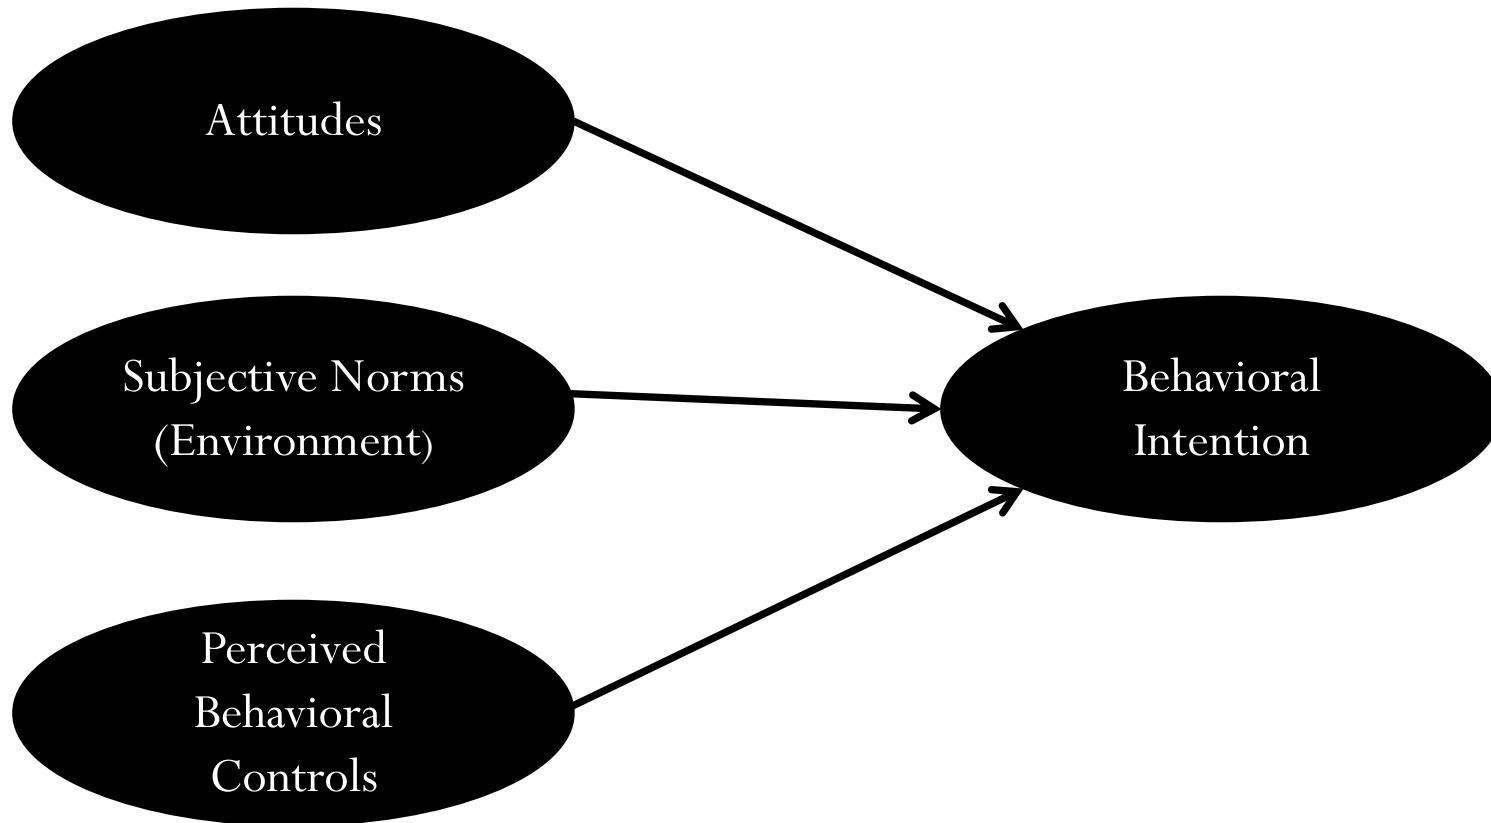 Attitudes
Subjective Norms
(Environment)
Behavioral
Intention
Perceived
Behavioral
Controls